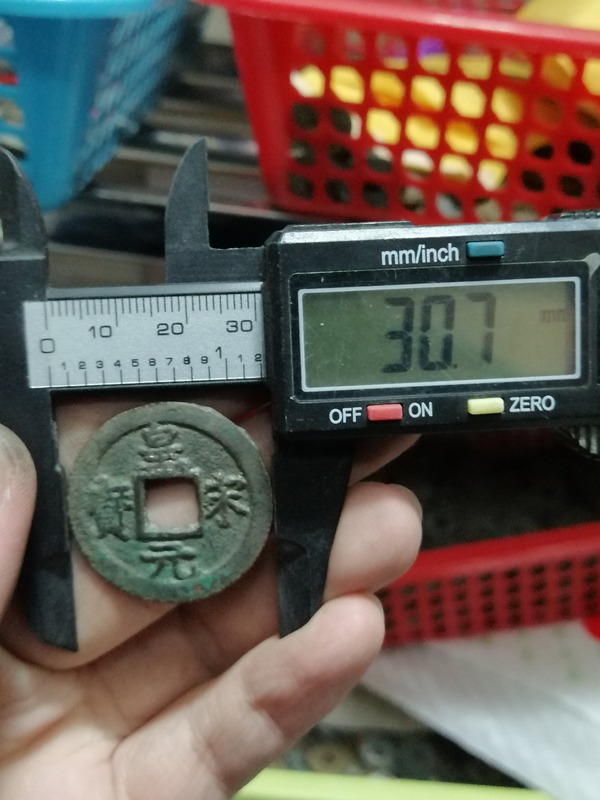 mm/inch
30.7 mm
OFF ON ZERO
0 10 20 30
1 2 3 4 5 6 7 8 9 1 1 2
皇宋元寶